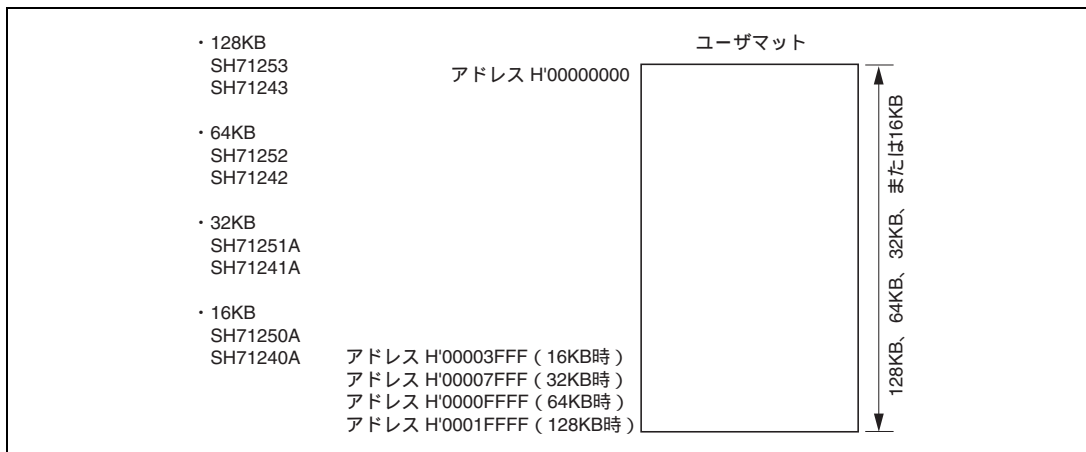 ・128KB
SH71253
SH71243
・64KB
SH71252
SH71242
・32KB
SH71251A
SH71241A
・16KB
SH71250A
SH71240A
ユーザマット
アドレス H'00000000
アドレス H'00003FFF（16KB時）
アドレス H'00007FFF（32KB時）
アドレス H'0000FFFF（64KB時）
アドレス H'0001FFFF（128KB時）
128KB、64KB、32KB、または16KB